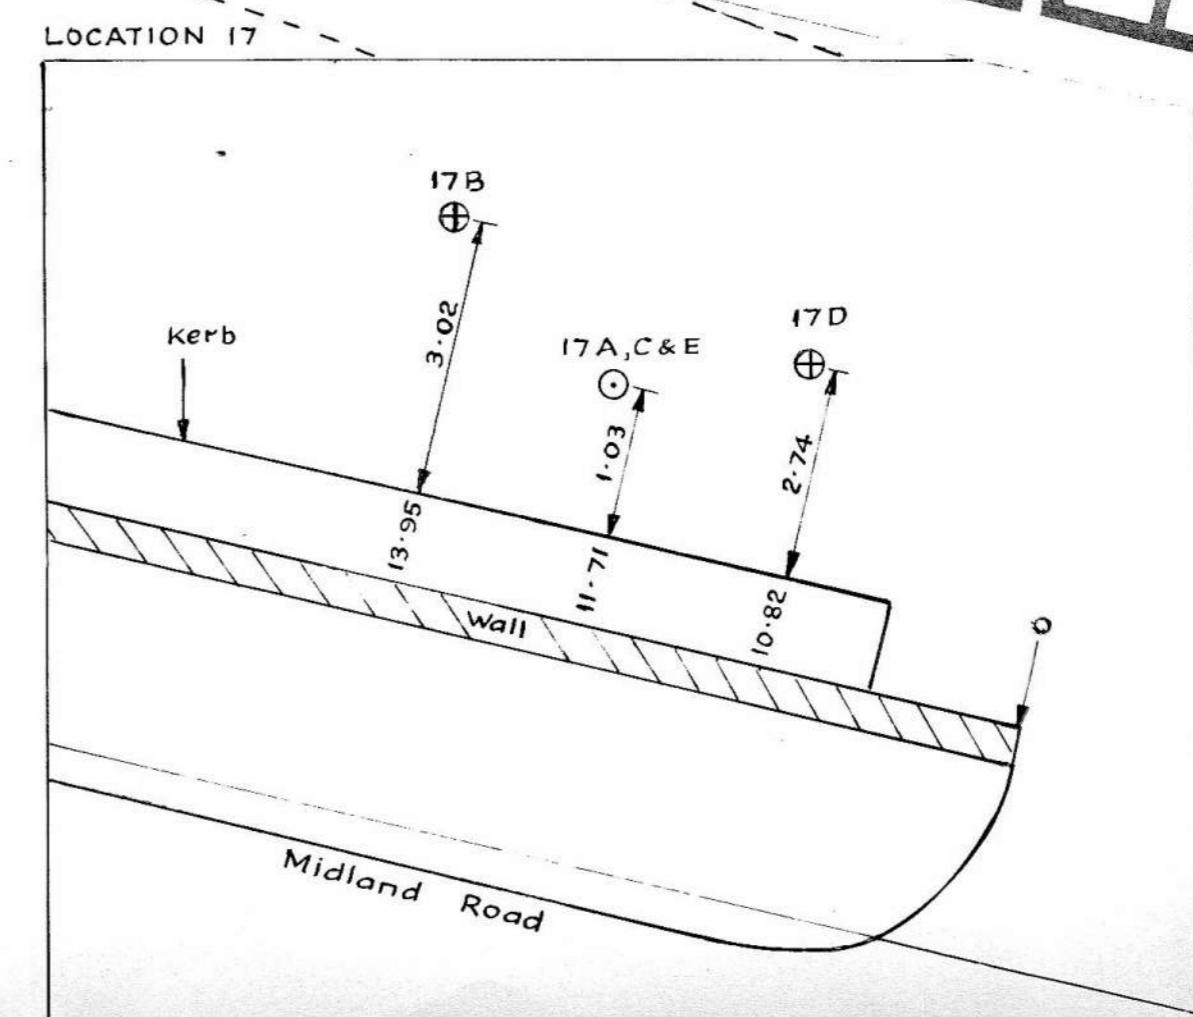 LOCATION 17
17B
3·02
Kerb
17A,C&E
17D
1·03
2·74
13·95
11·71
10·82
Wall
O
Midland Road